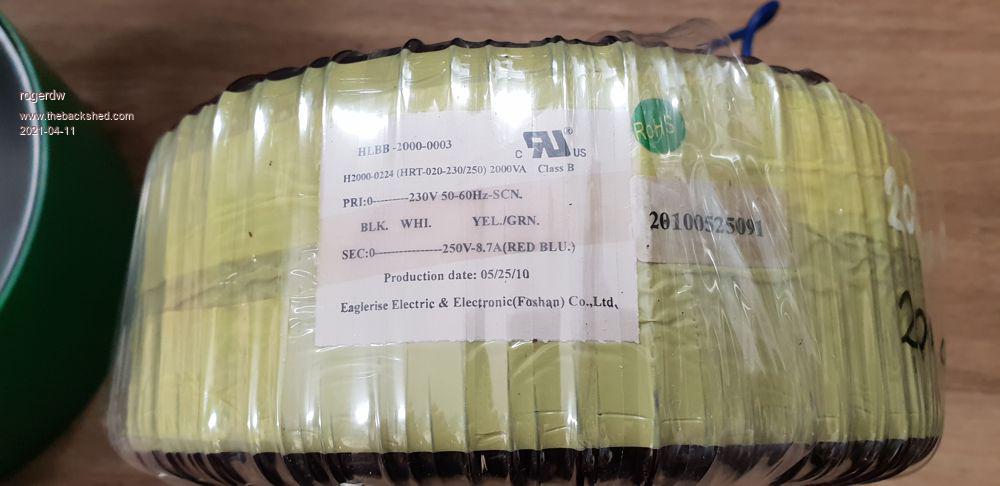 rogerdw
www.thebackshed.com
2021-04-11
HLBB-2000-0003
C RU® US
H2000-0224 (HRT-020-230/250) 2000VA Class B
PRI:0---------230V 50-60Hz-SCN.
BLK. WHI. YEL./GRN.
SEC:0----------------250V-8.7A(RED BLU.)
Production date: 05/25/10
Eaglerise Electric & Electronic(Foshan) Co.,Ltd,
RoHS
20100525091
20